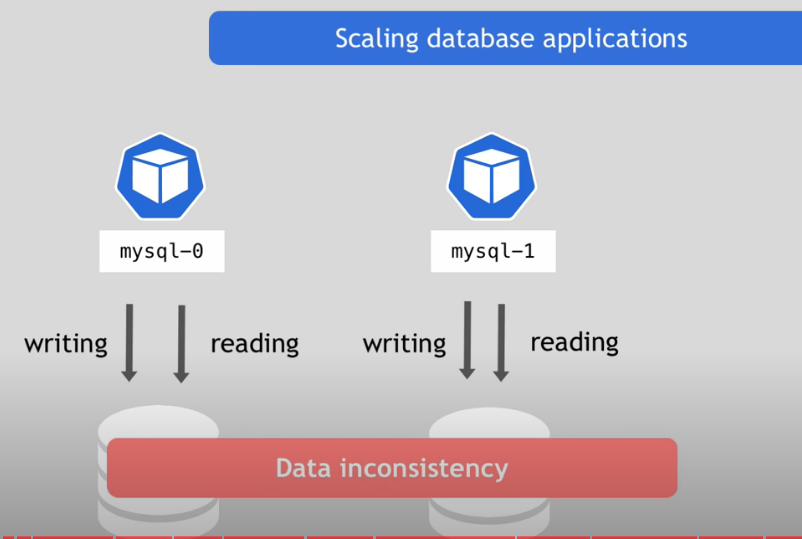 Scaling database applications
mysql-0
mysql-1
writing
reading
writing
reading
Data inconsistency